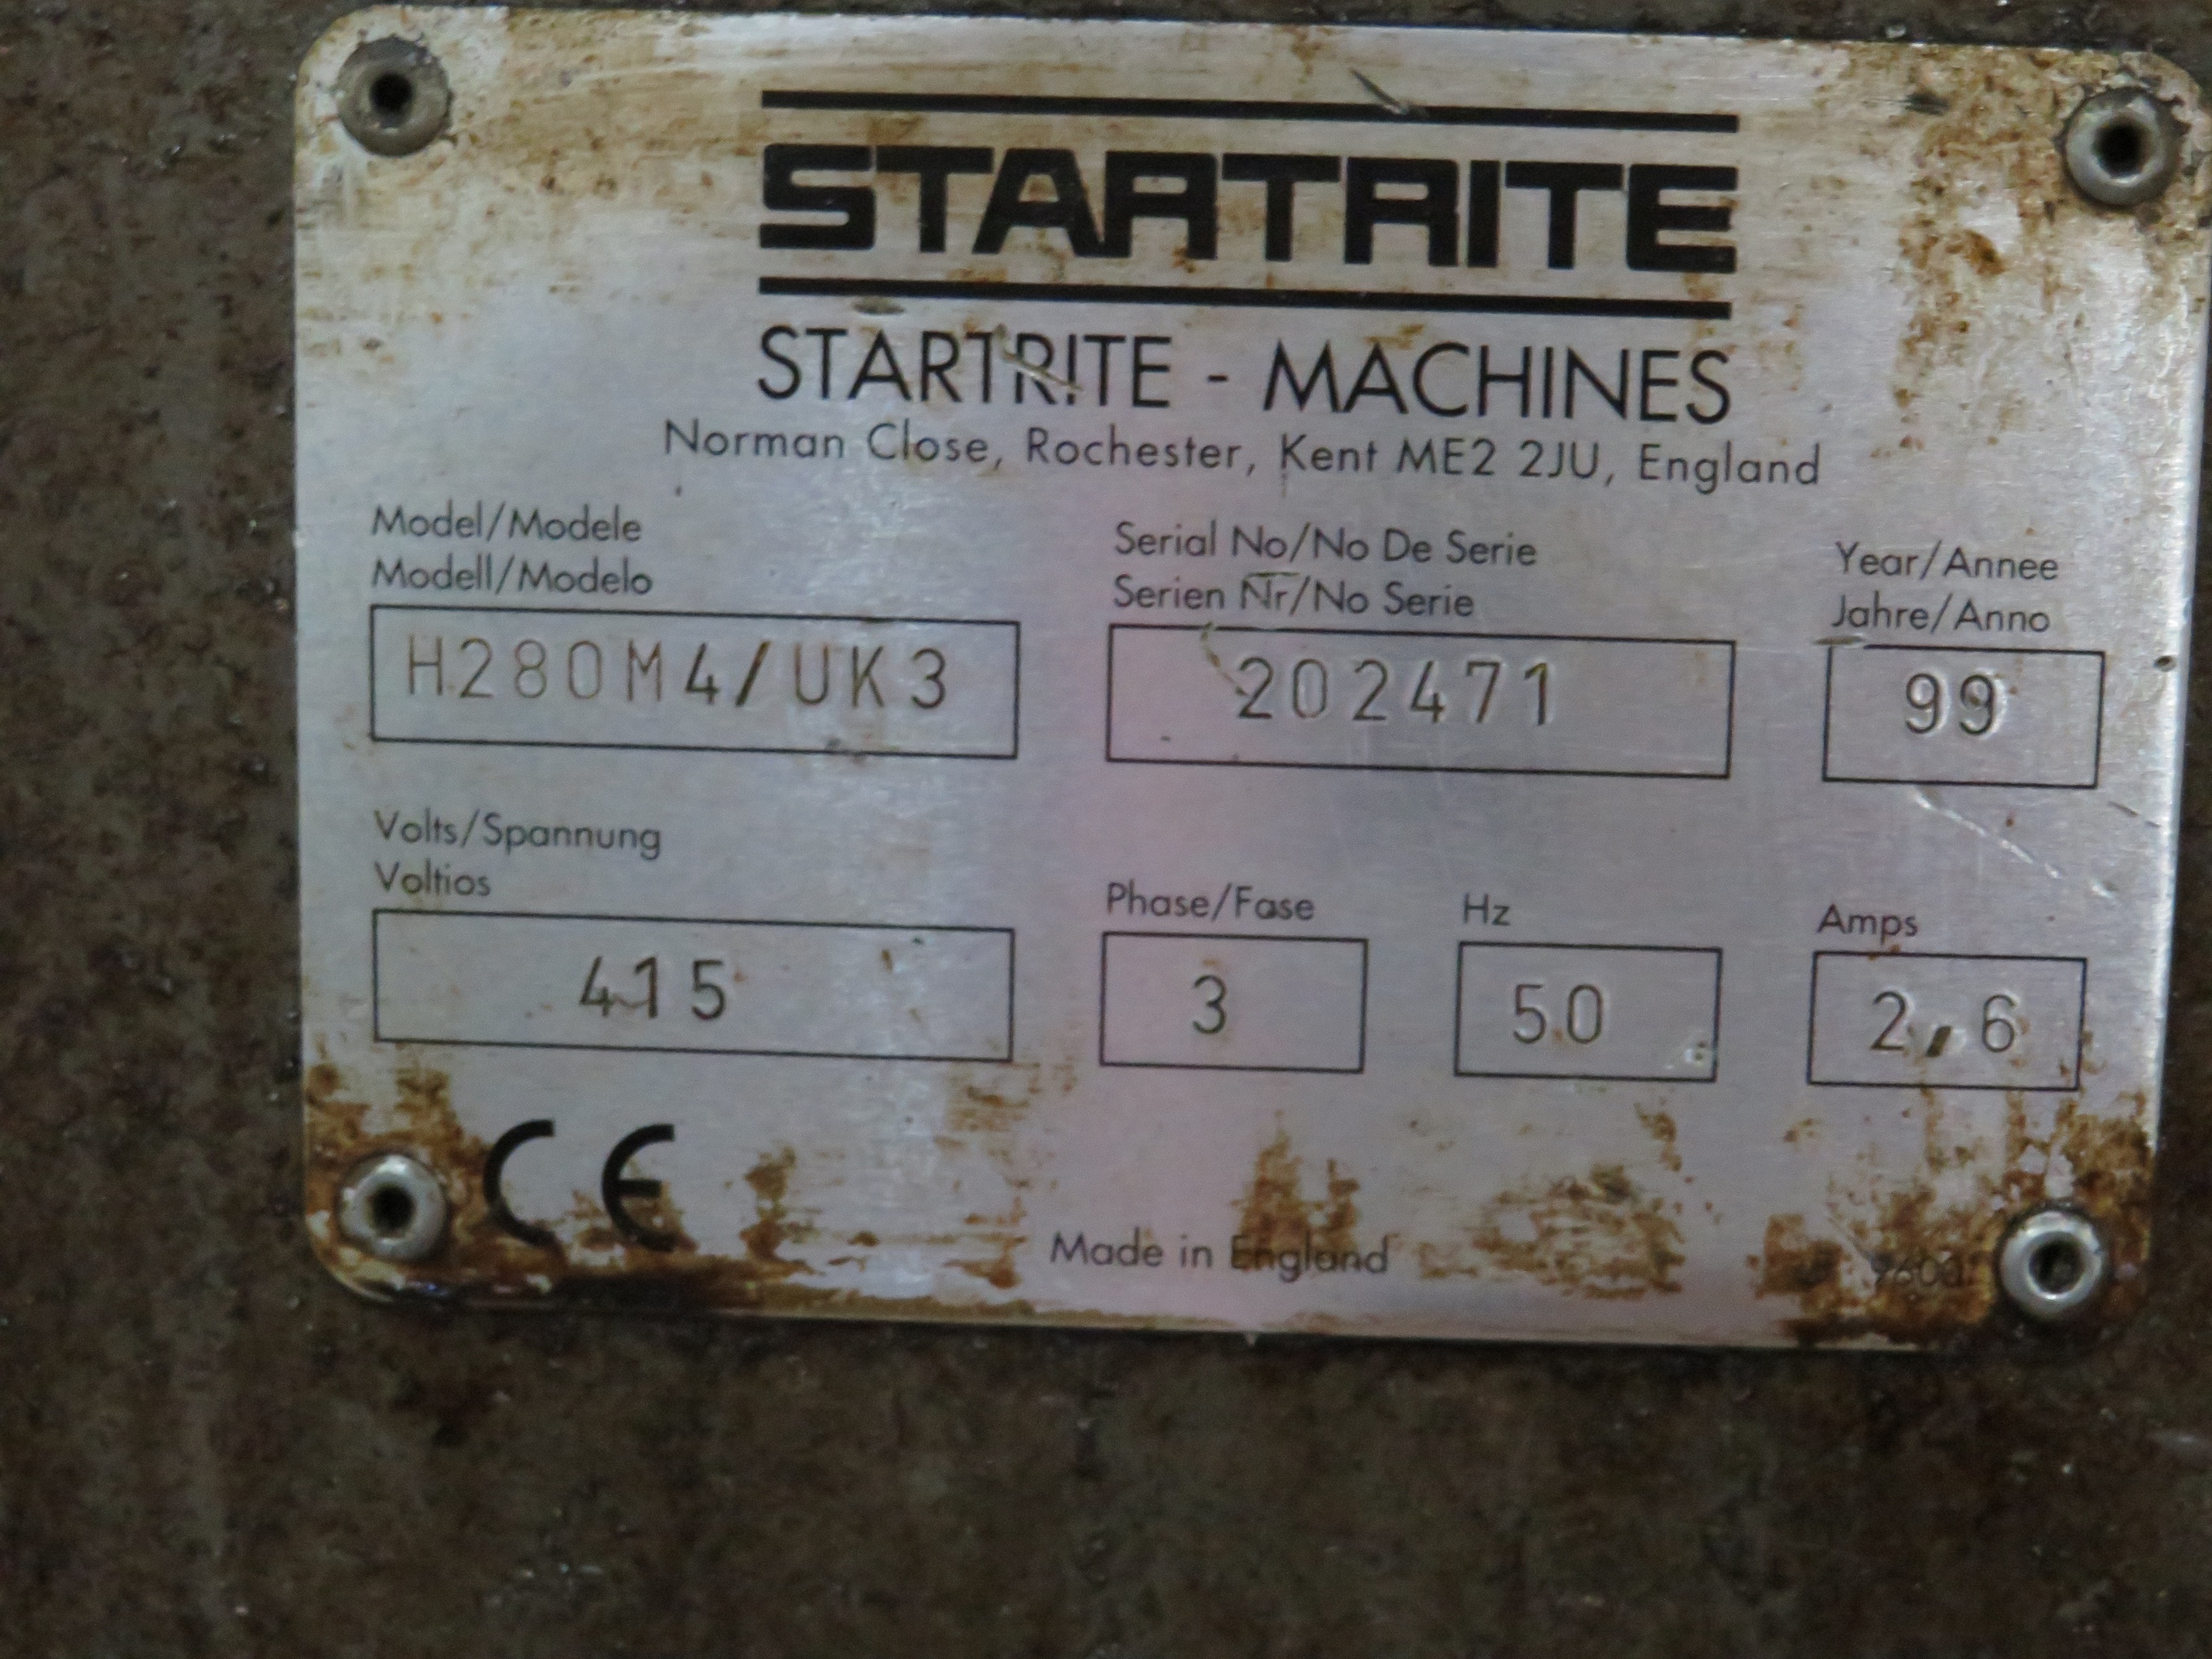 STARTRITE
STARTRITE - MACHINES
Norman Close, Rochester, Kent ME2 2JU, England
Model/Modele
Modell/Modelo
H280M4/UK3
Serial No/No De Serie
Serien Nr/No Serie
202471
Year/Annee
Jahre/Anno
99
Volts/Spannung
Voltios
415
Phase/Fase
3
Hz
50
Amps
2,6
CE
Made in England